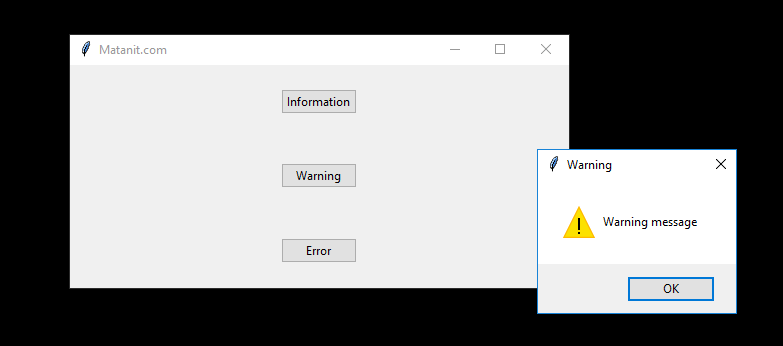 Matanit.com
Information
Warning
Error
Warning
Warning message
OK